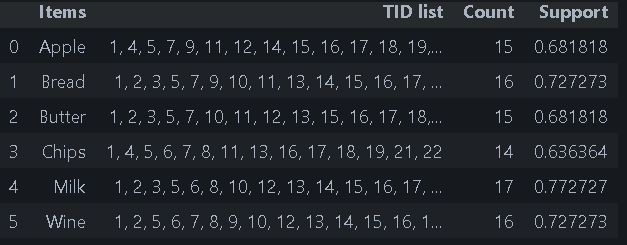 Items TID list Count Support
0 Apple 1, 4, 5, 7, 9, 11, 12, 14, 15, 16, 17, 18, 19,... 15 0.681818
1 Bread 1, 2, 3, 5, 7, 9, 10, 11, 13, 14, 15, 16, 17, ... 16 0.727273
2 Butter 1, 2, 3, 5, 7, 10, 11, 12, 13, 15, 16, 17, 18,... 15 0.681818
3 Chips 1, 4, 5, 6, 7, 8, 11, 13, 16, 17, 18, 19, 21, 22 14 0.636364
4 Milk 1, 2, 3, 5, 6, 8, 10, 12, 13, 14, 15, 16, 17, ... 17 0.772727
5 Wine 1, 2, 5, 6, 7, 8, 9, 10, 12, 13, 14, 15, 16, 1... 16 0.727273